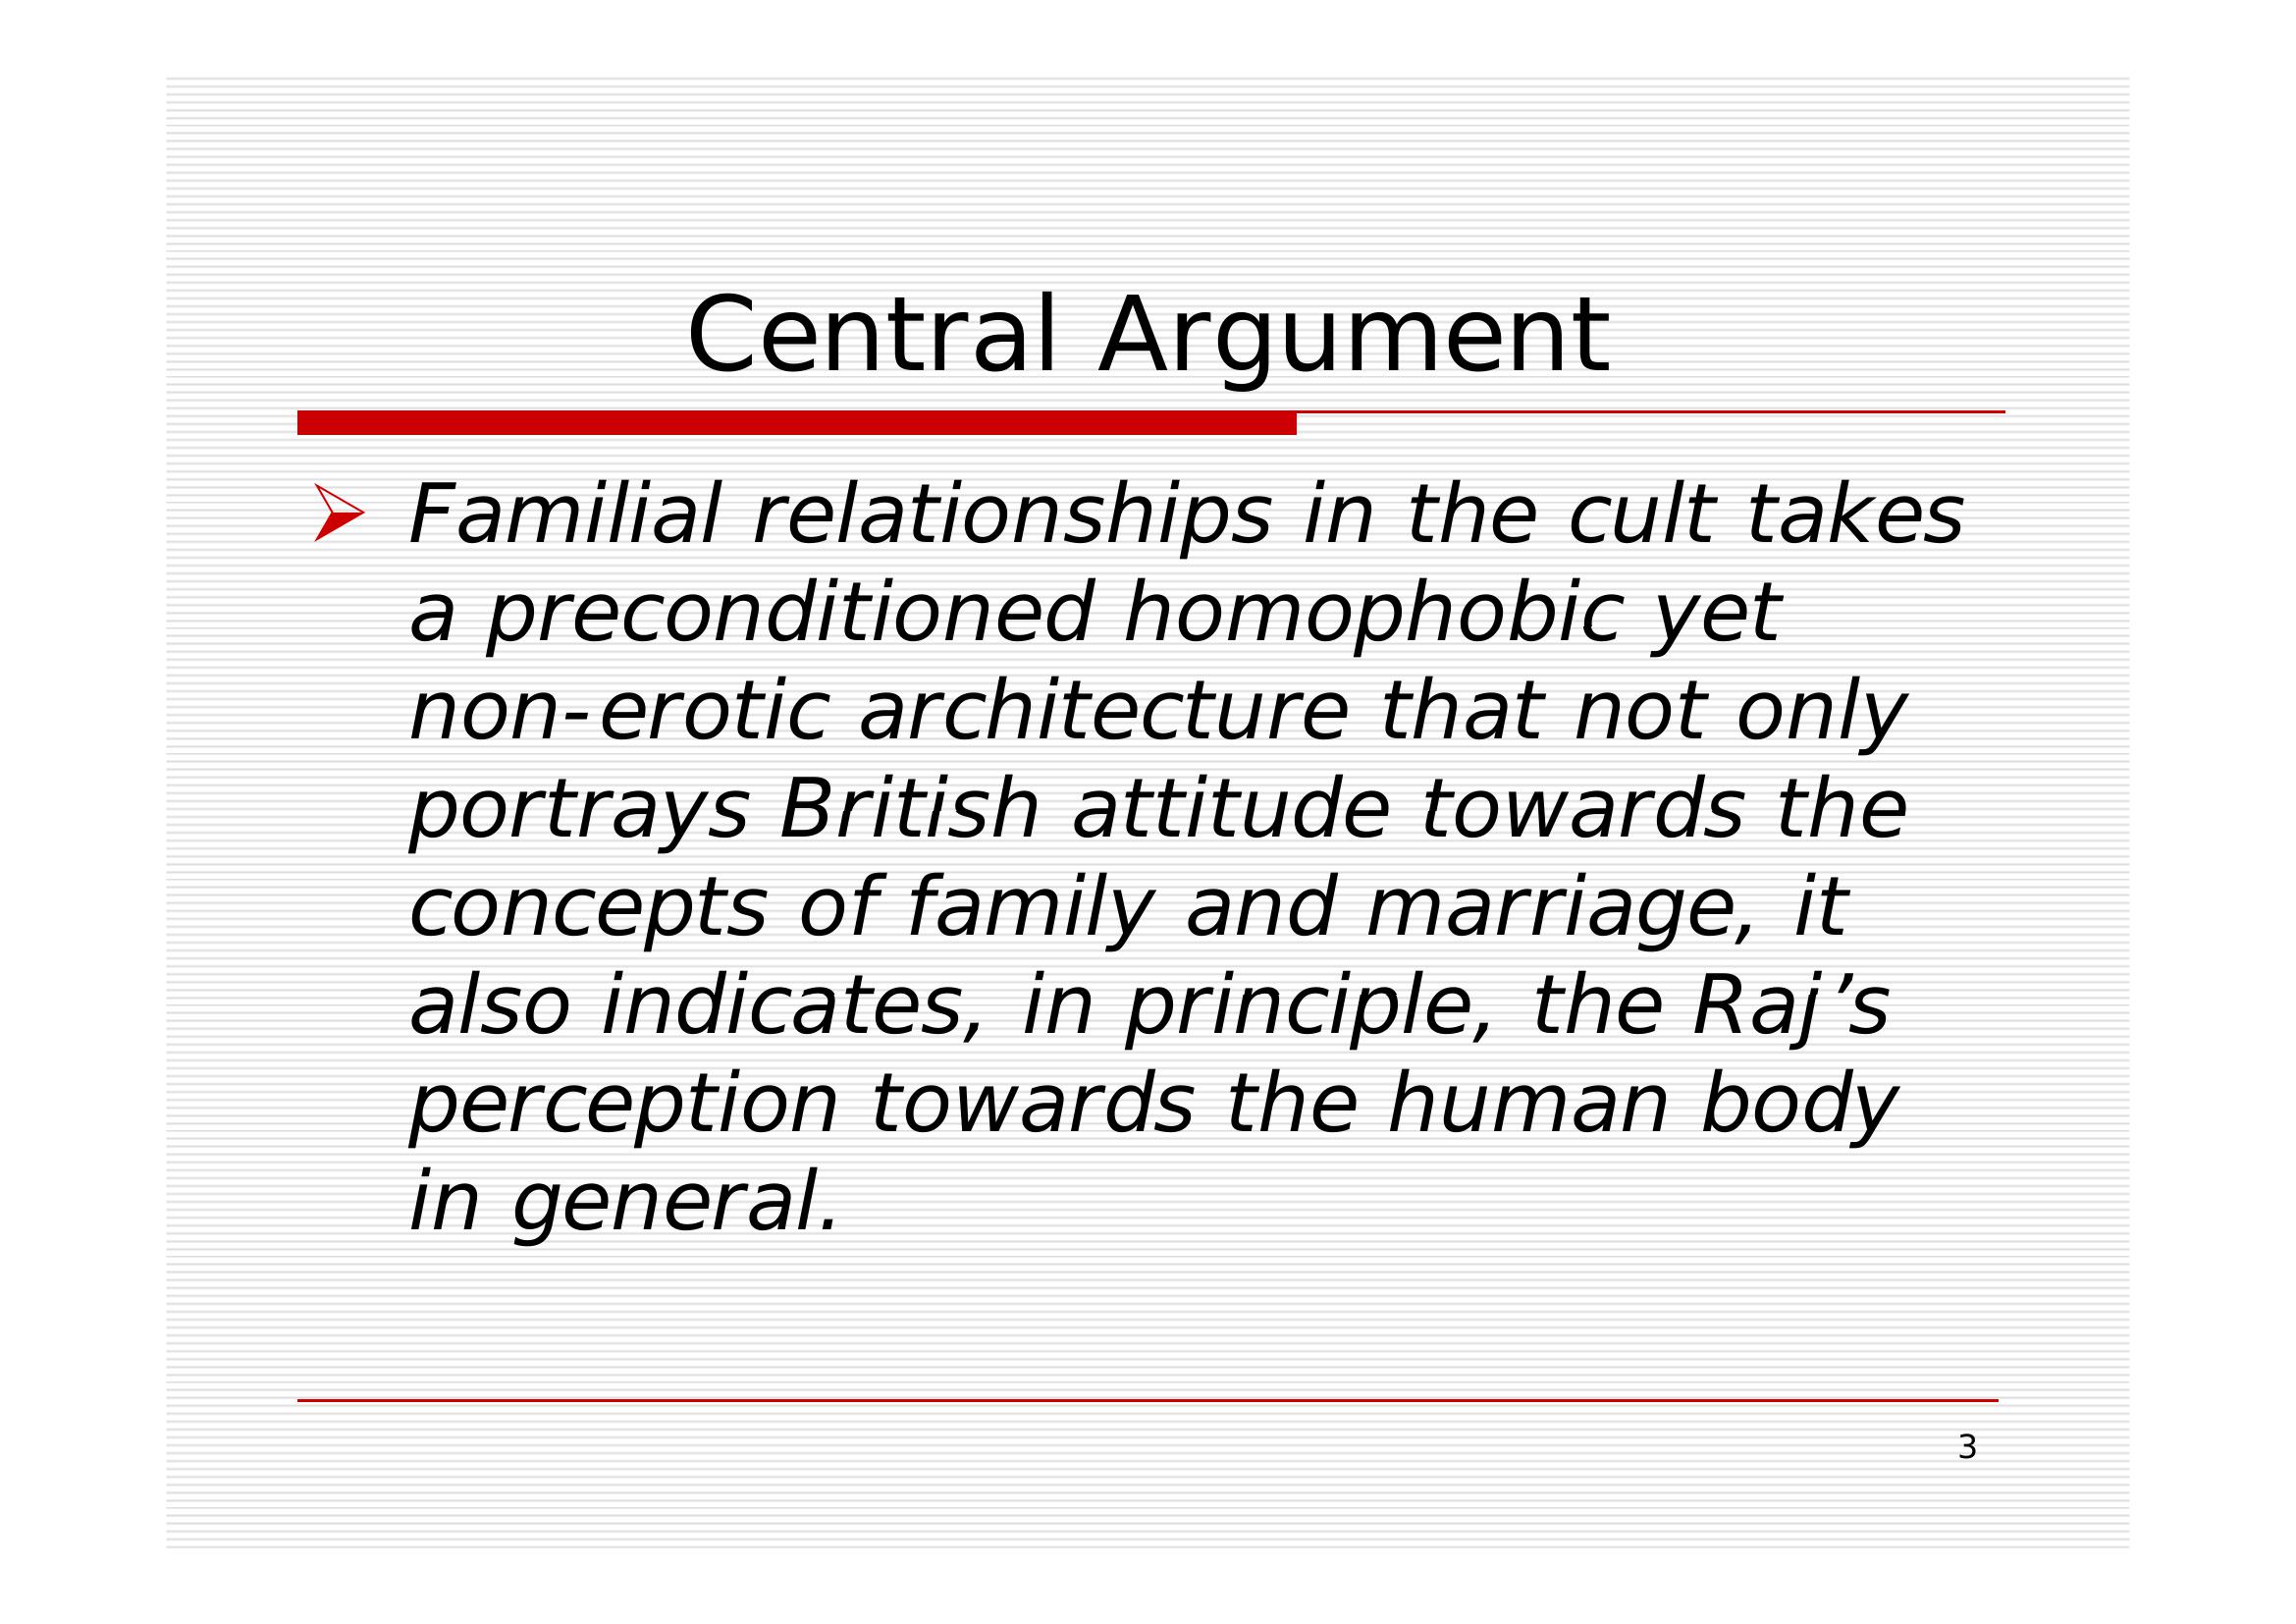 Central Argument
Familial relationships in the cult takes
a preconditioned homophobic yet
non-erotic architecture that not only
portrays British attitude towards the
concepts of family and marriage, it
also indicates, in principle, the Raj’s
perception towards the human body
in general.
3